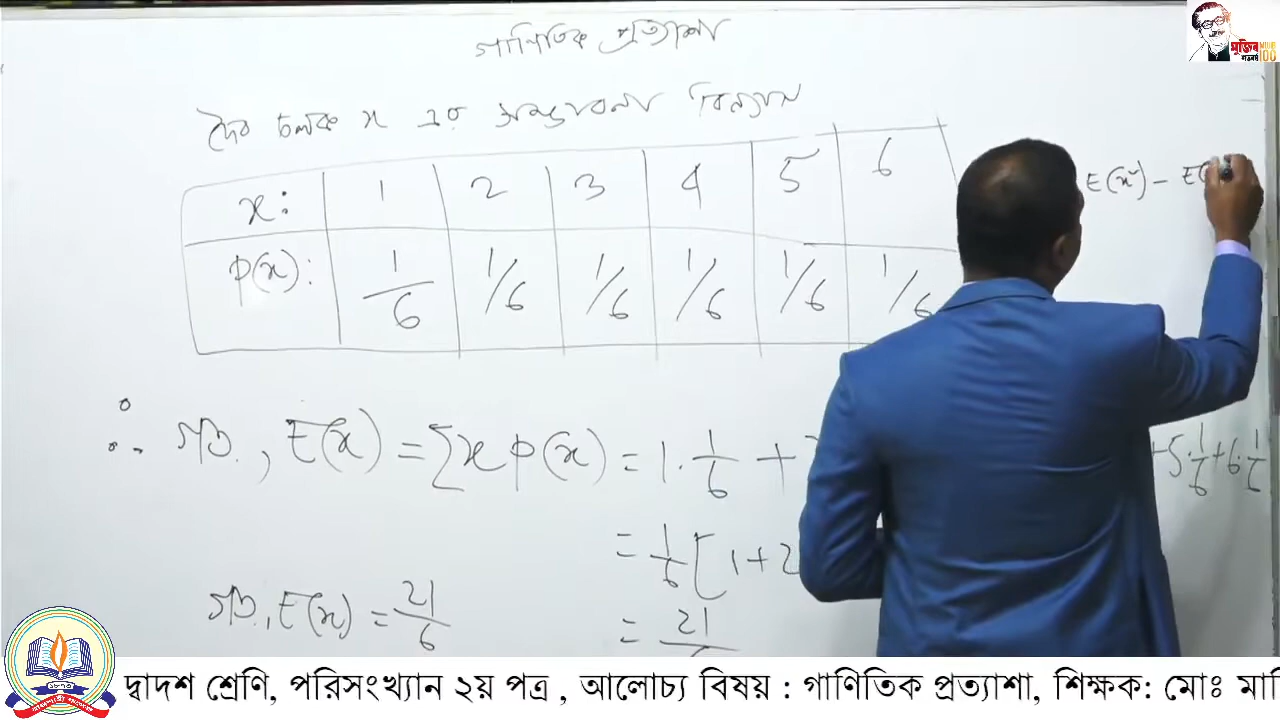 গাণিতিক প্রত্যাশা
দৈব চলক x এর সম্ভাবনা বিন্যাস
x: 1 2 3 4 5 6
P(x): 1/6 1/6 1/6 1/6 1/6 1/6
E(x²) - E(
∴ গড়, E(x) = Σx P(x) = 1·1/6 + +5·1/6+6·1/6
= 1/6 [1+2
গড়, E(x) = 21/6
= 21
মুজিব
100
দ্বাদশ শ্রেণি, পরিসংখ্যান ২য় পত্র , আলোচ্য বিষয় : গাণিতিক প্রত্যাশা, শিক্ষক: মোঃ মা